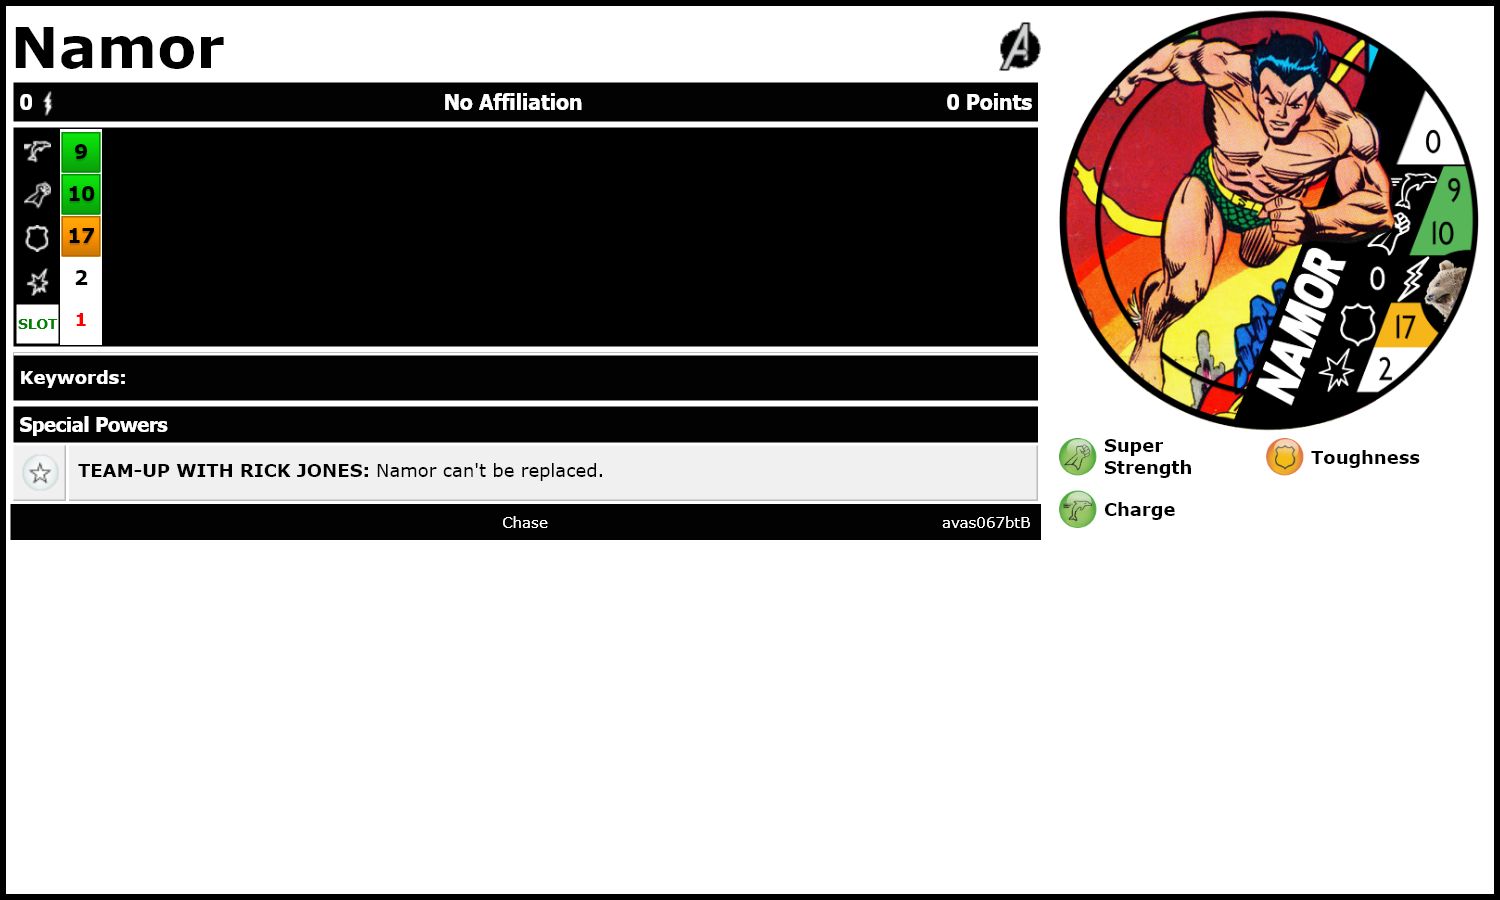 Namor
0 No Affiliation 0 Points
9
10
17
2
SLOT 1
Keywords:
Special Powers
TEAM-UP WITH RICK JONES: Namor can't be replaced.
Chase avas067btB
0
9
10
0
17
2
NAMOR
Super
Strength
Toughness
Charge